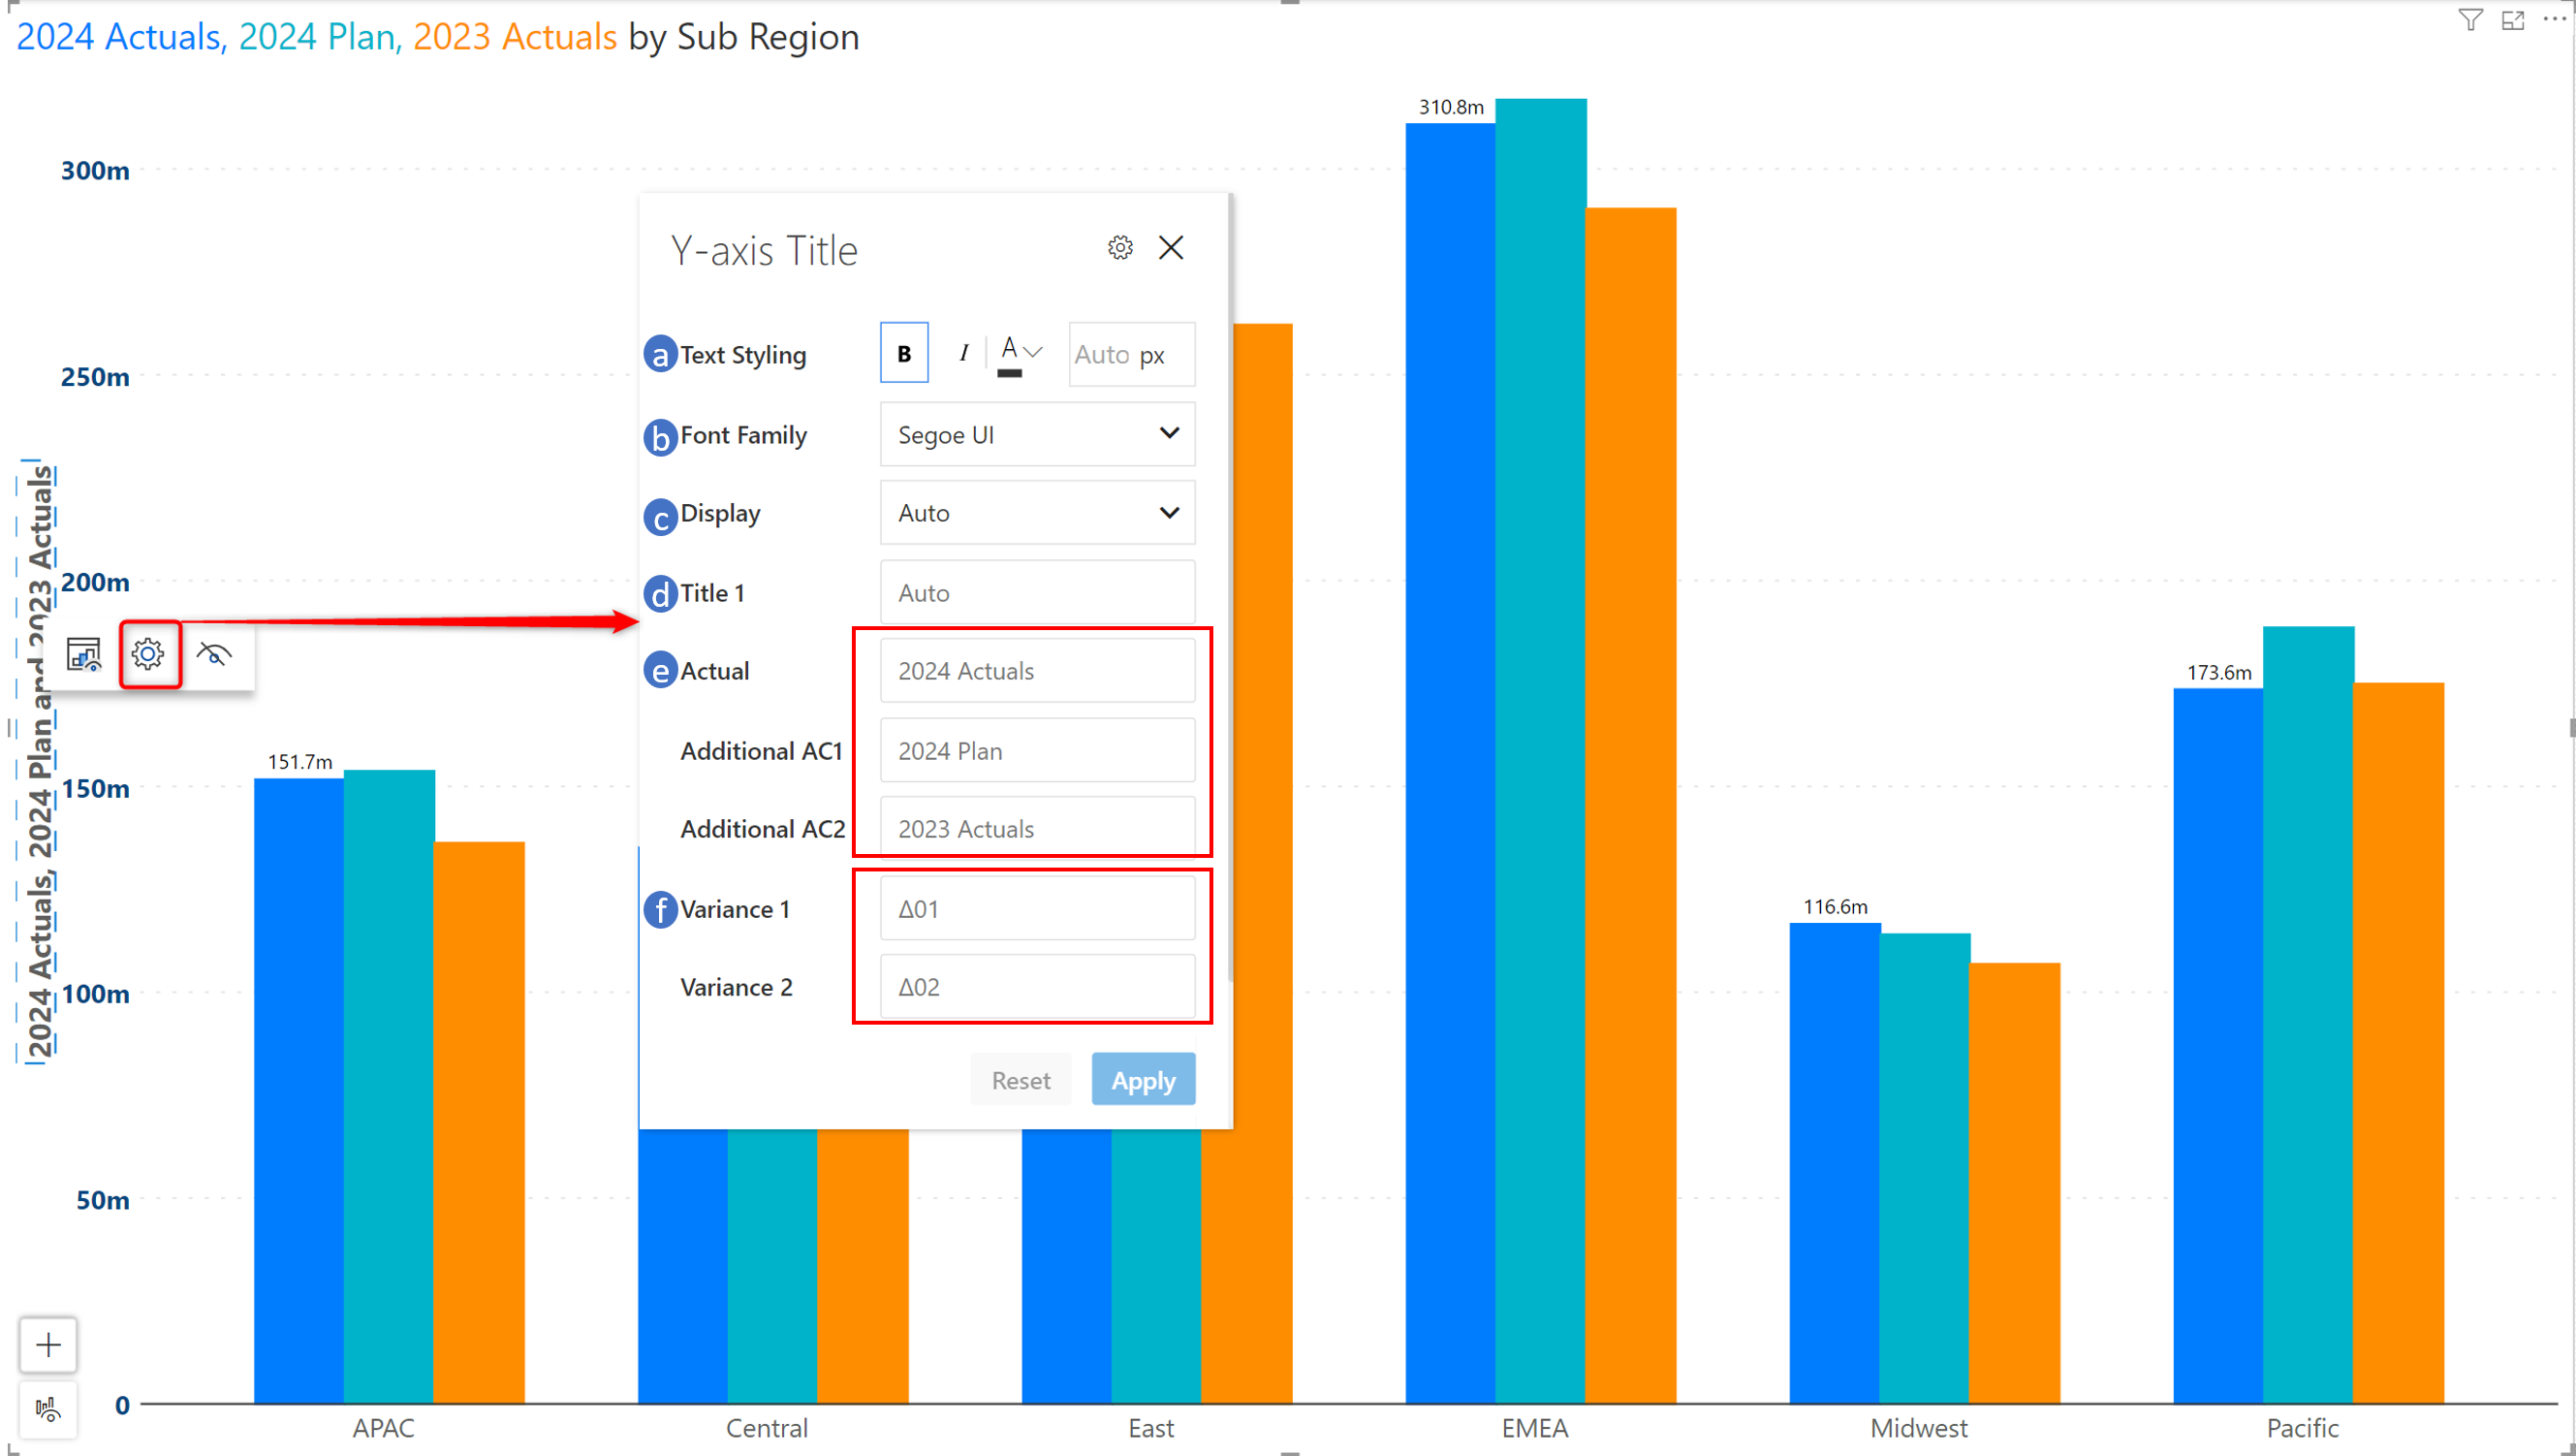 2024 Actuals, 2024 Plan, 2023 Actuals by Sub Region
310.8m
300m
250m
200m
150m
100m
50m
0
2024 Actuals, 2024 Plan and 2023 Actuals
Y-axis Title
a Text Styling B I A Auto px
b Font Family Segoe UI
c Display Auto
d Title 1 Auto
e Actual 2024 Actuals
Additional AC1 2024 Plan
Additional AC2 2023 Actuals
f Variance 1 Δ01
Variance 2 Δ02
Reset Apply
151.7m
173.6m
116.6m
APAC Central East EMEA Midwest Pacific